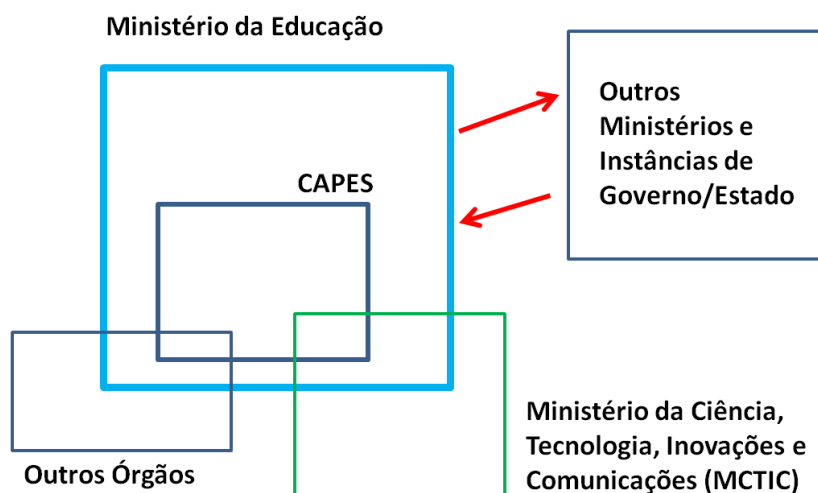 Ministério da Educação
Outros
Ministérios e
Instâncias de
Governo/Estado
CAPES
Ministério da Ciência,
Tecnologia, Inovações e
Comunicações (MCTIC)
Outros Órgãos